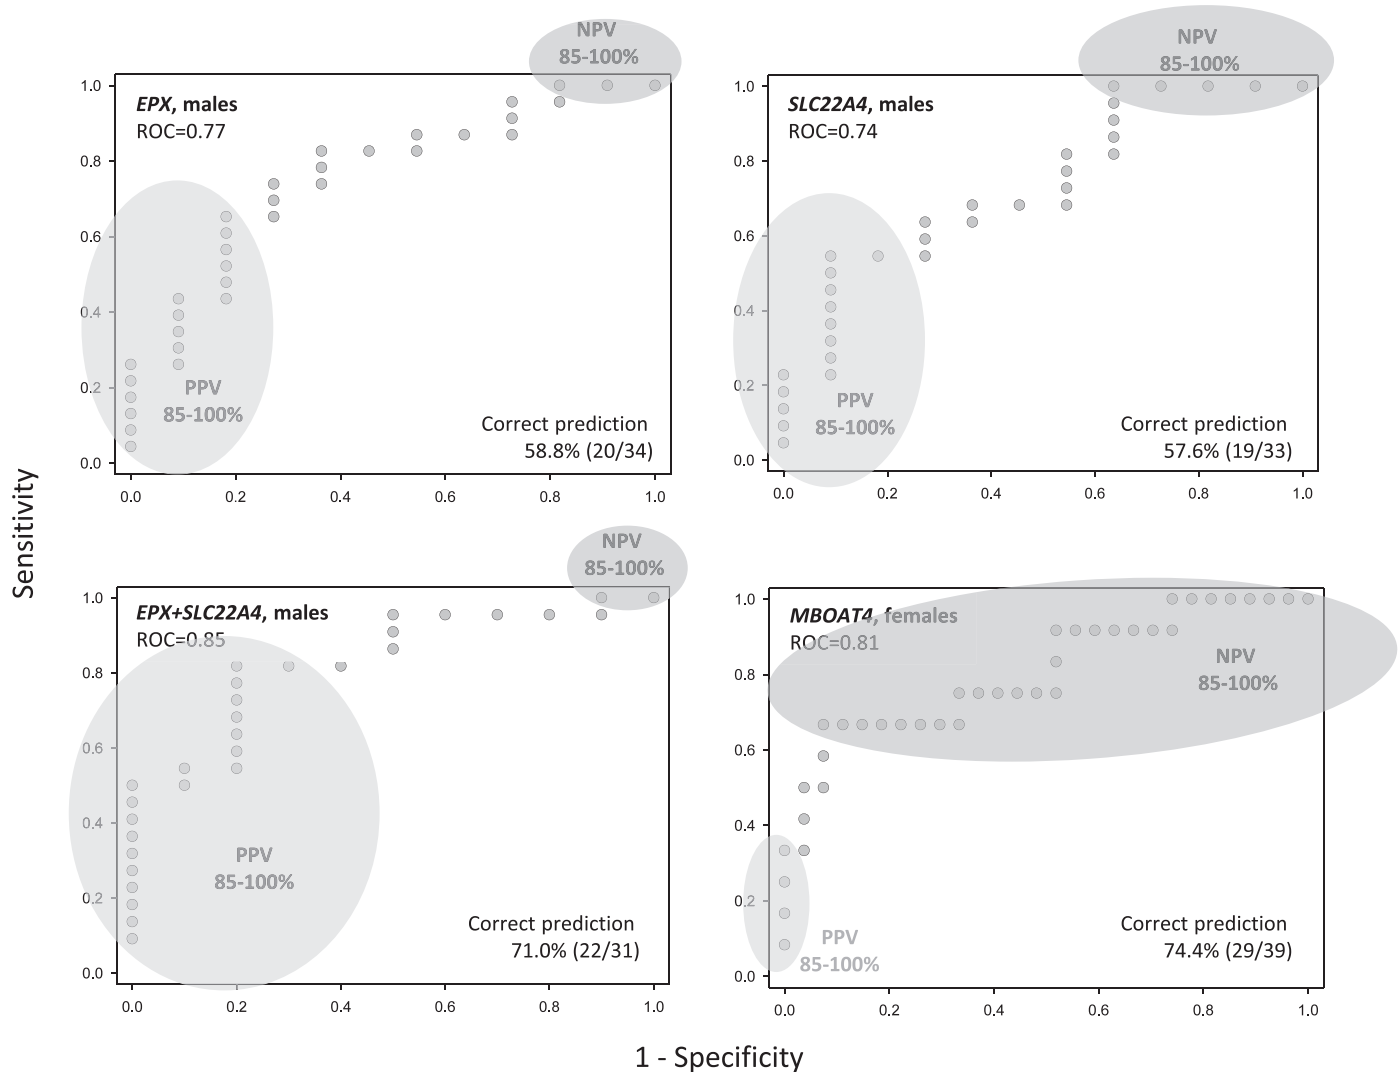 NPV
85-100%
EPX, males
ROC=0.77
PPV
85-100%
Correct prediction
58.8% (20/34)
1.0
0.8
0.6
0.4
0.2
0.0
0.0
0.2
0.4
0.6
0.8
1.0
NPV
85-100%
SLC22A4, males
ROC=0.74
PPV
85-100%
Correct prediction
57.6% (19/33)
1.0
0.8
0.6
0.4
0.2
0.0
0.0
0.2
0.4
0.6
0.8
1.0
Sensitivity
NPV
85-100%
EPX+SLC22A4, males
ROC=0.85
PPV
85-100%
Correct prediction
71.0% (22/31)
1.0
0.8
0.6
0.4
0.2
0.0
0.0
0.2
0.4
0.6
0.8
1.0
MBOAT4, females
ROC=0.81
NPV
85-100%
PPV
85-100%
Correct prediction
74.4% (29/39)
1.0
0.8
0.6
0.4
0.2
0.0
0.0
0.2
0.4
0.6
0.8
1.0
1 - Specificity